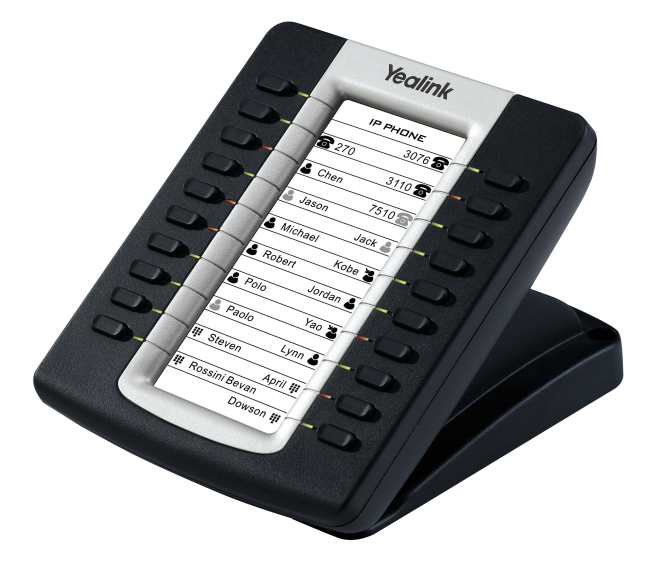 Yealink
IP PHONE
270
3076
Chen
3110
Jason
7510
Michael
Jack
Robert
Kobe
Polo
Jordan
Paolo
Yao
Steven
Lynn
Rossini Bevan
April
Dowson